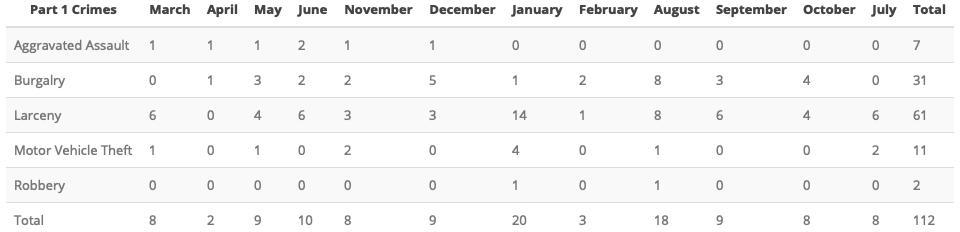 Part 1 Crimes March April May June November December January February August September October July Total
Aggravated Assault 1 1 1 2 1 1 0 0 0 0 0 0 7
Burgalry 0 1 3 2 2 5 1 2 8 3 4 0 31
Larceny 6 0 4 6 3 3 14 1 8 6 4 6 61
Motor Vehicle Theft 1 0 1 0 2 0 4 0 1 0 0 2 11
Robbery 0 0 0 0 0 0 1 0 1 0 0 0 2
Total 8 2 9 10 8 9 20 3 18 9 8 8 112